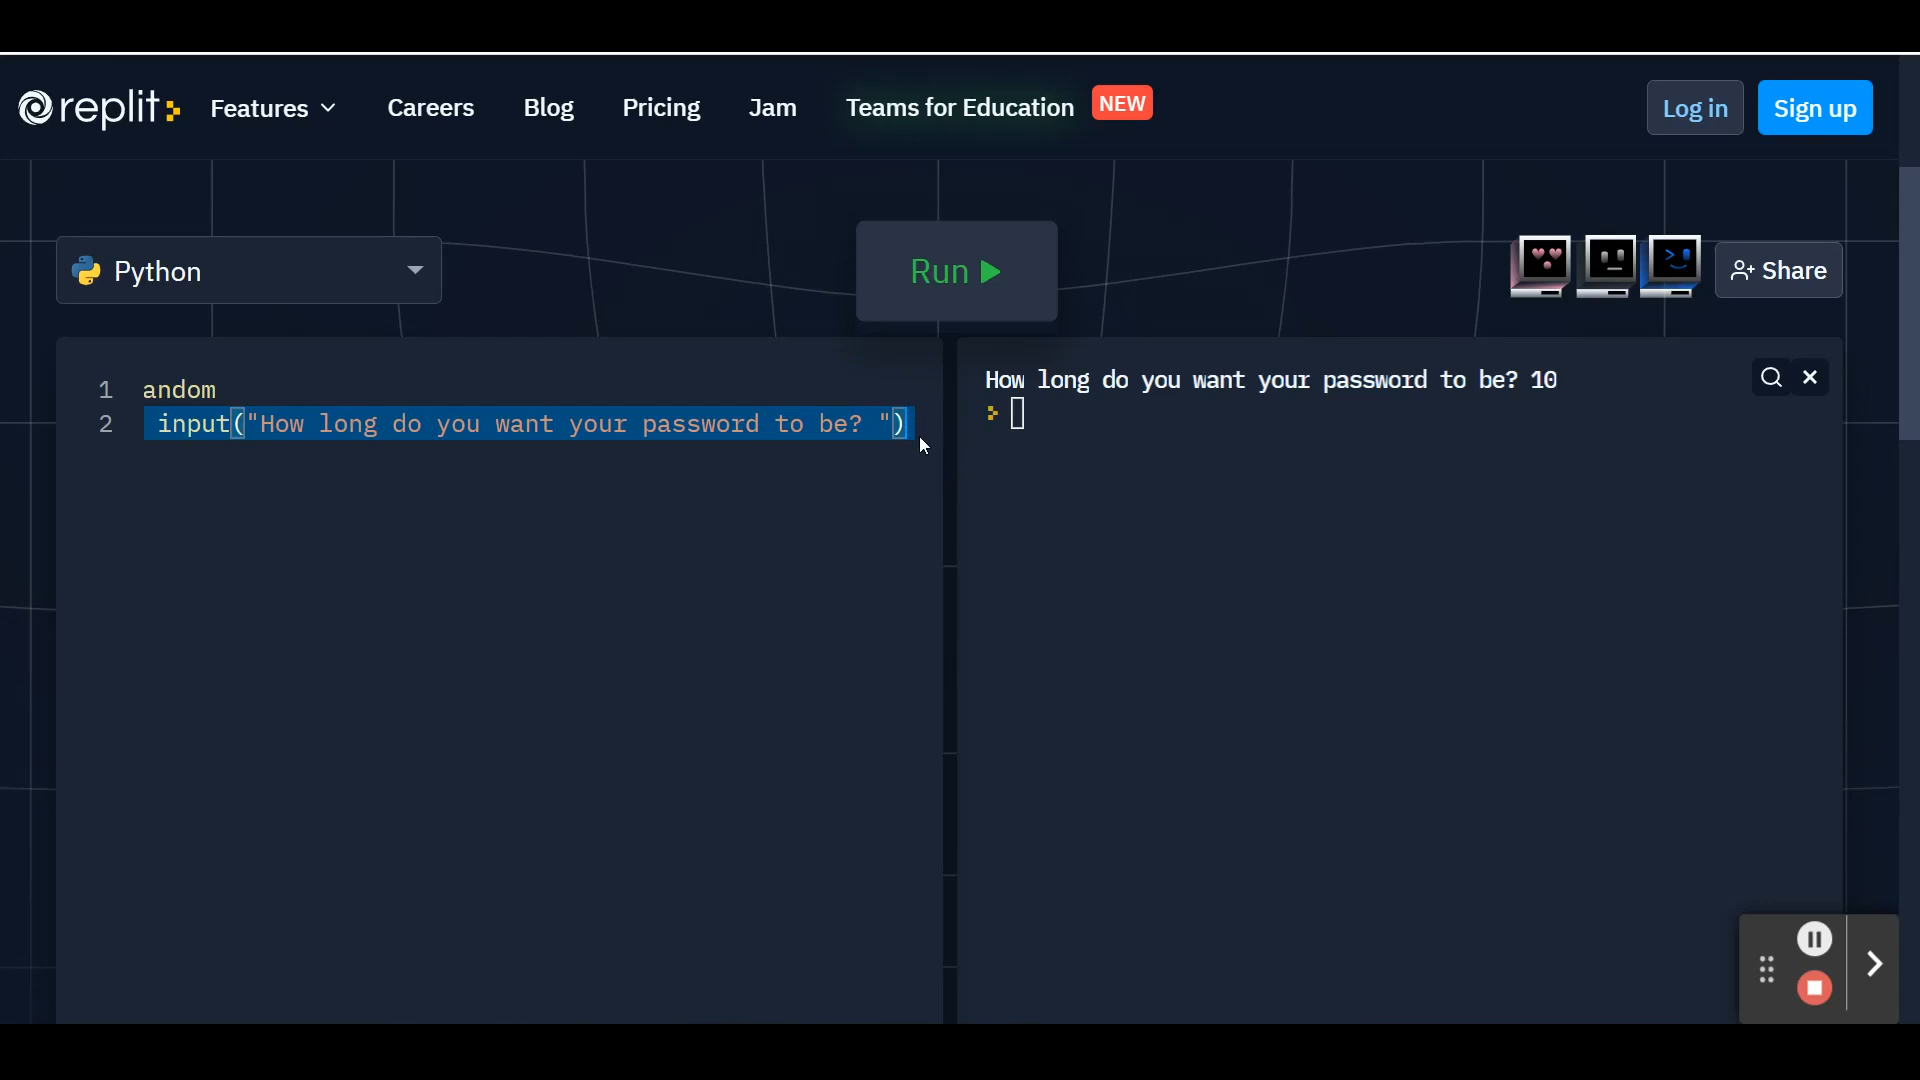 replit
Features
Careers
Blog
Pricing
Jam
Teams for Education
NEW
Log in
Sign up
Python
Run
Share
1 andom
2 input("How long do you want your password to be? ")
How long do you want your password to be? 10